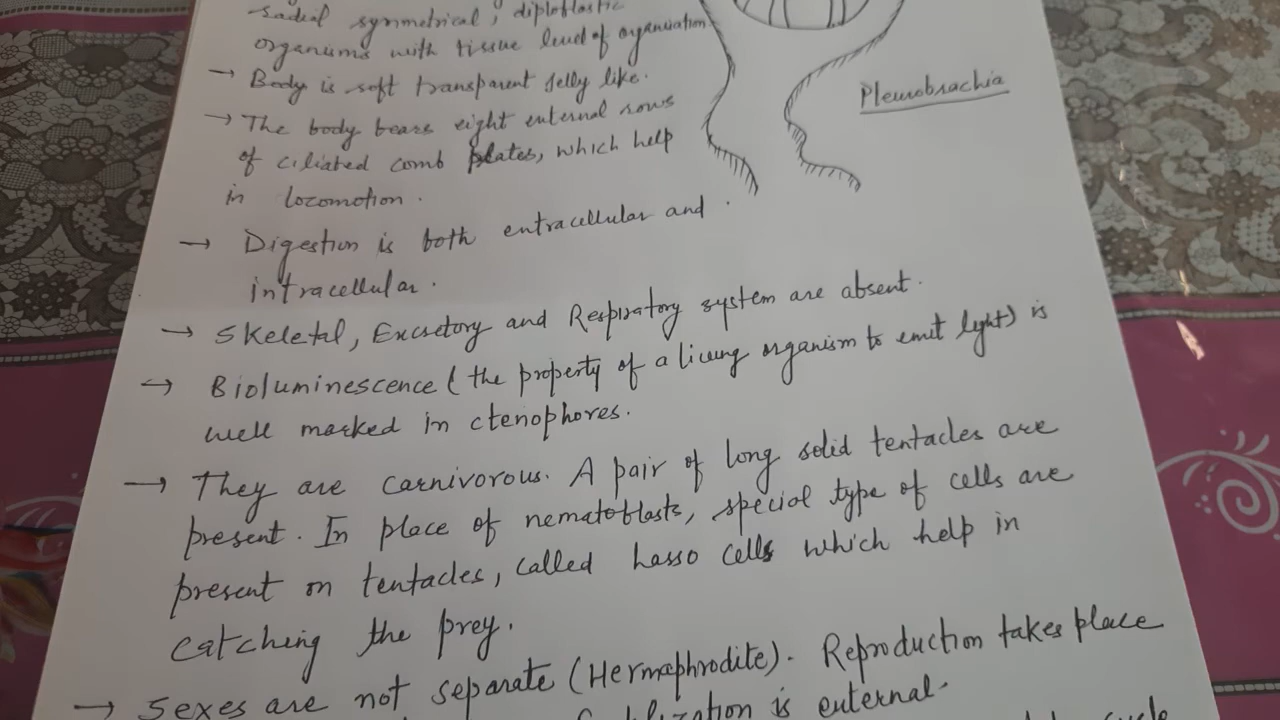 radial symmetrical, diploblastic
organisms with tissue level of organisation
→ Body is soft transparent Jelly like.
→ The body bears eight external rows
of ciliated comb plates, which help
in locomotion.
→ Digestion is both extracellular and
intracellular.
→ Skeletal, Excretory and Respiratory system are absent.
→ Bioluminescence (the property of a living organism to emit light) is
well marked in ctenophores.
→ They are carnivorous. A pair of long solid tentacles are
present. In place of nematoblasts, special type of cells are
present on tentacles, called Lasso cells which help in
catching the prey.
→ Sexes are not separate (Hermaphrodite). Reproduction takes place
is external.
cycle
Pleurobrachia